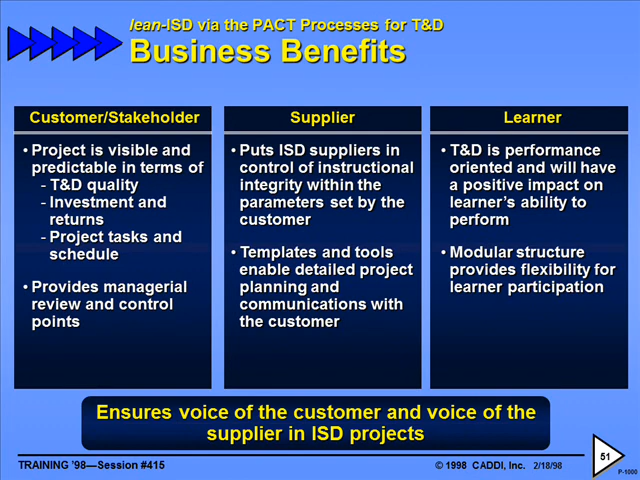 lean-ISD via the PACT Processes for T&D
Business Benefits
Customer/Stakeholder
• Project is visible and
predictable in terms of
- T&D quality
- Investment and
returns
- Project tasks and
schedule
• Provides managerial
review and control
points
Supplier
• Puts ISD suppliers in
control of instructional
integrity within the
parameters set by the
customer
• Templates and tools
enable detailed project
planning and
communications with
the customer
Learner
• T&D is performance
oriented and will have
a positive impact on
learner's ability to
perform
• Modular structure
provides flexibility for
learner participation
Ensures voice of the customer and voice of the
supplier in ISD projects
TRAINING '98—Session #415
© 1998 CADDI, Inc. 2/18/98
51
P-1000